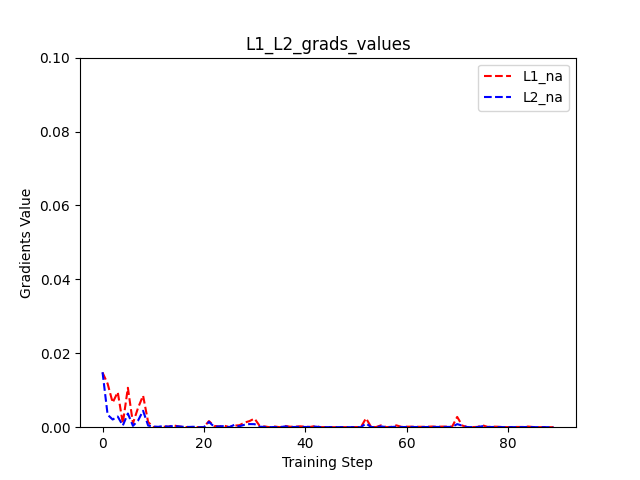 L1_L2_grads_values
0.10
0.08
0.06
0.04
0.02
0.00
Gradients Value
L1_na
L2_na
0
20
40
60
80
Training Step